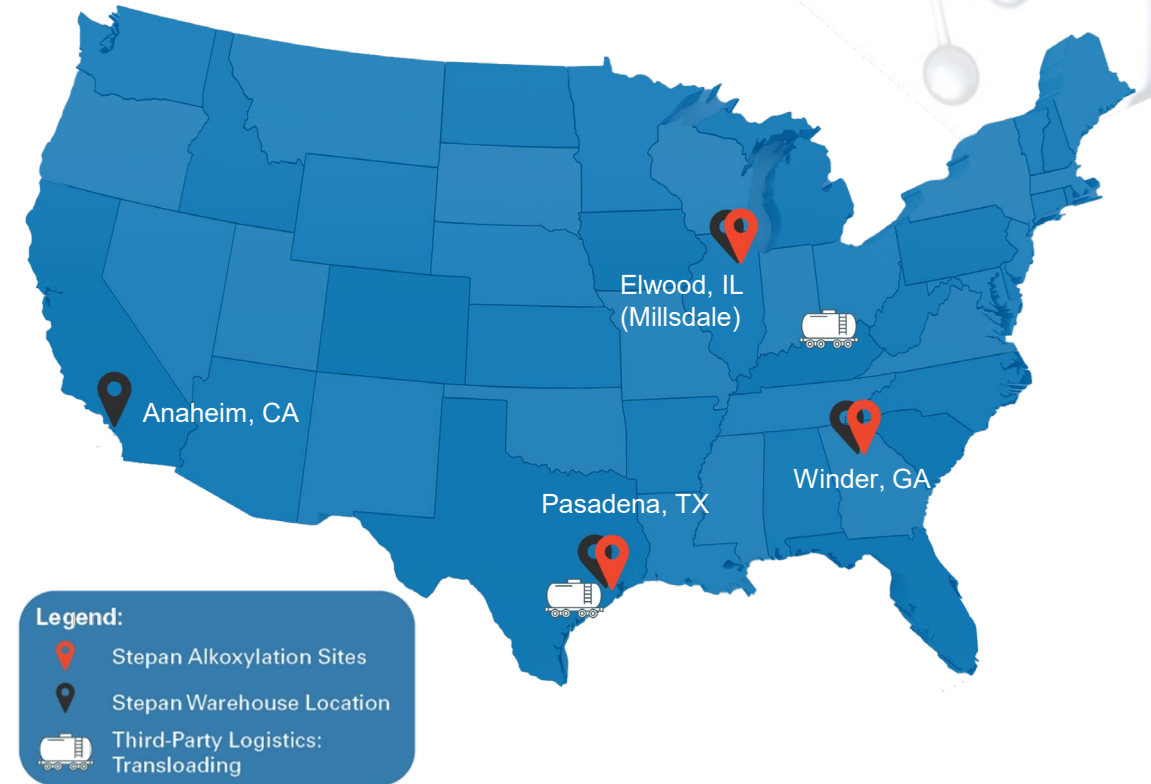 Elwood, IL
(Millsdale)
Anaheim, CA
Winder, GA
Pasadena, TX
Legend:
Stepan Alkoxylation Sites
Stepan Warehouse Location
Third-Party Logistics:
Transloading